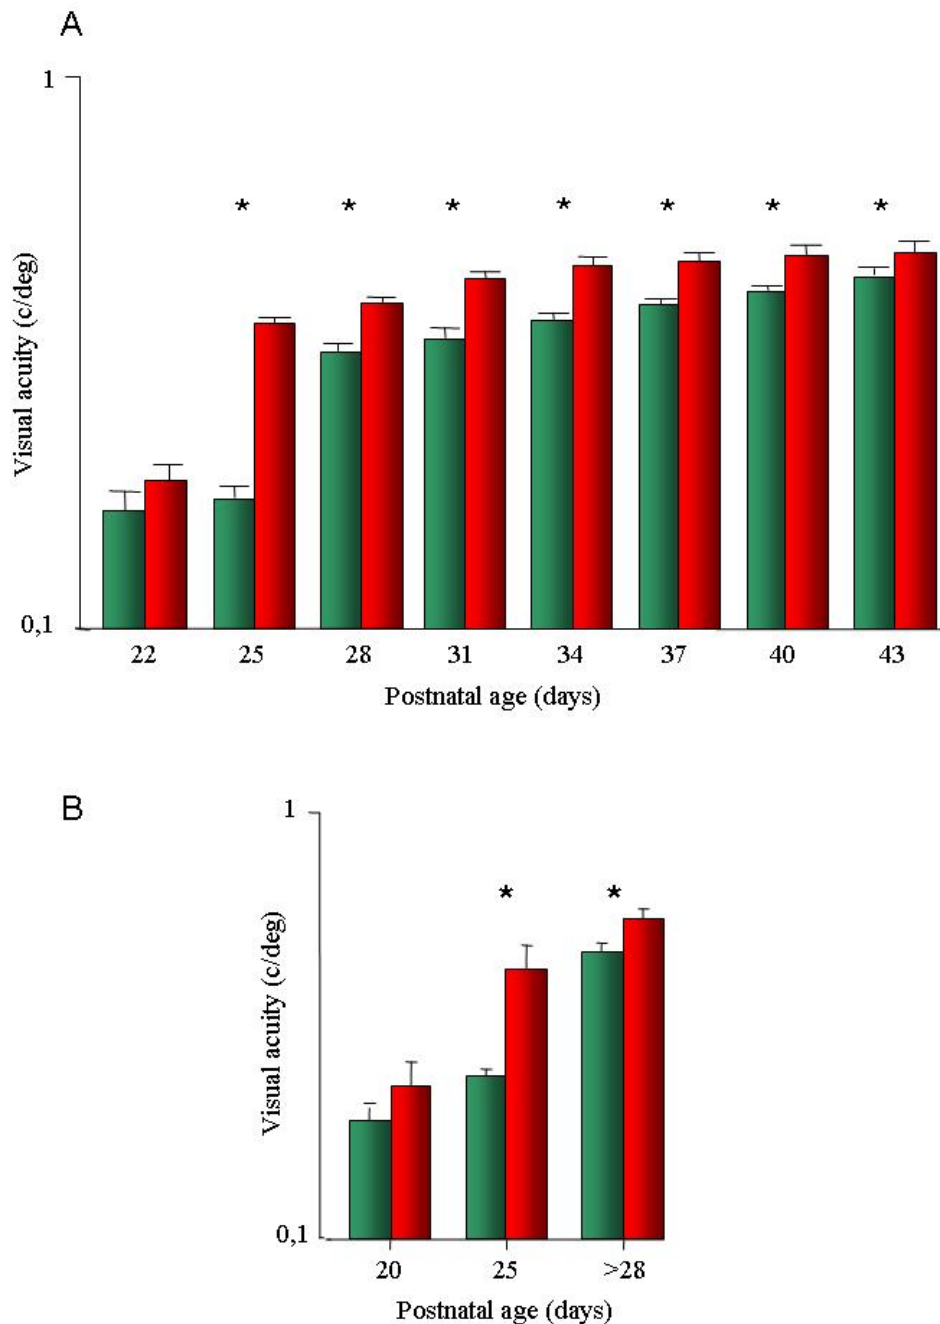 A
1
* * * * * * *
Visual acuity (c/deg)
0,1
22 25 28 31 34 37 40 43
Postnatal age (days)
B
1
* *
Visual acuity (c/deg)
0,1
20 25 >28
Postnatal age (days)